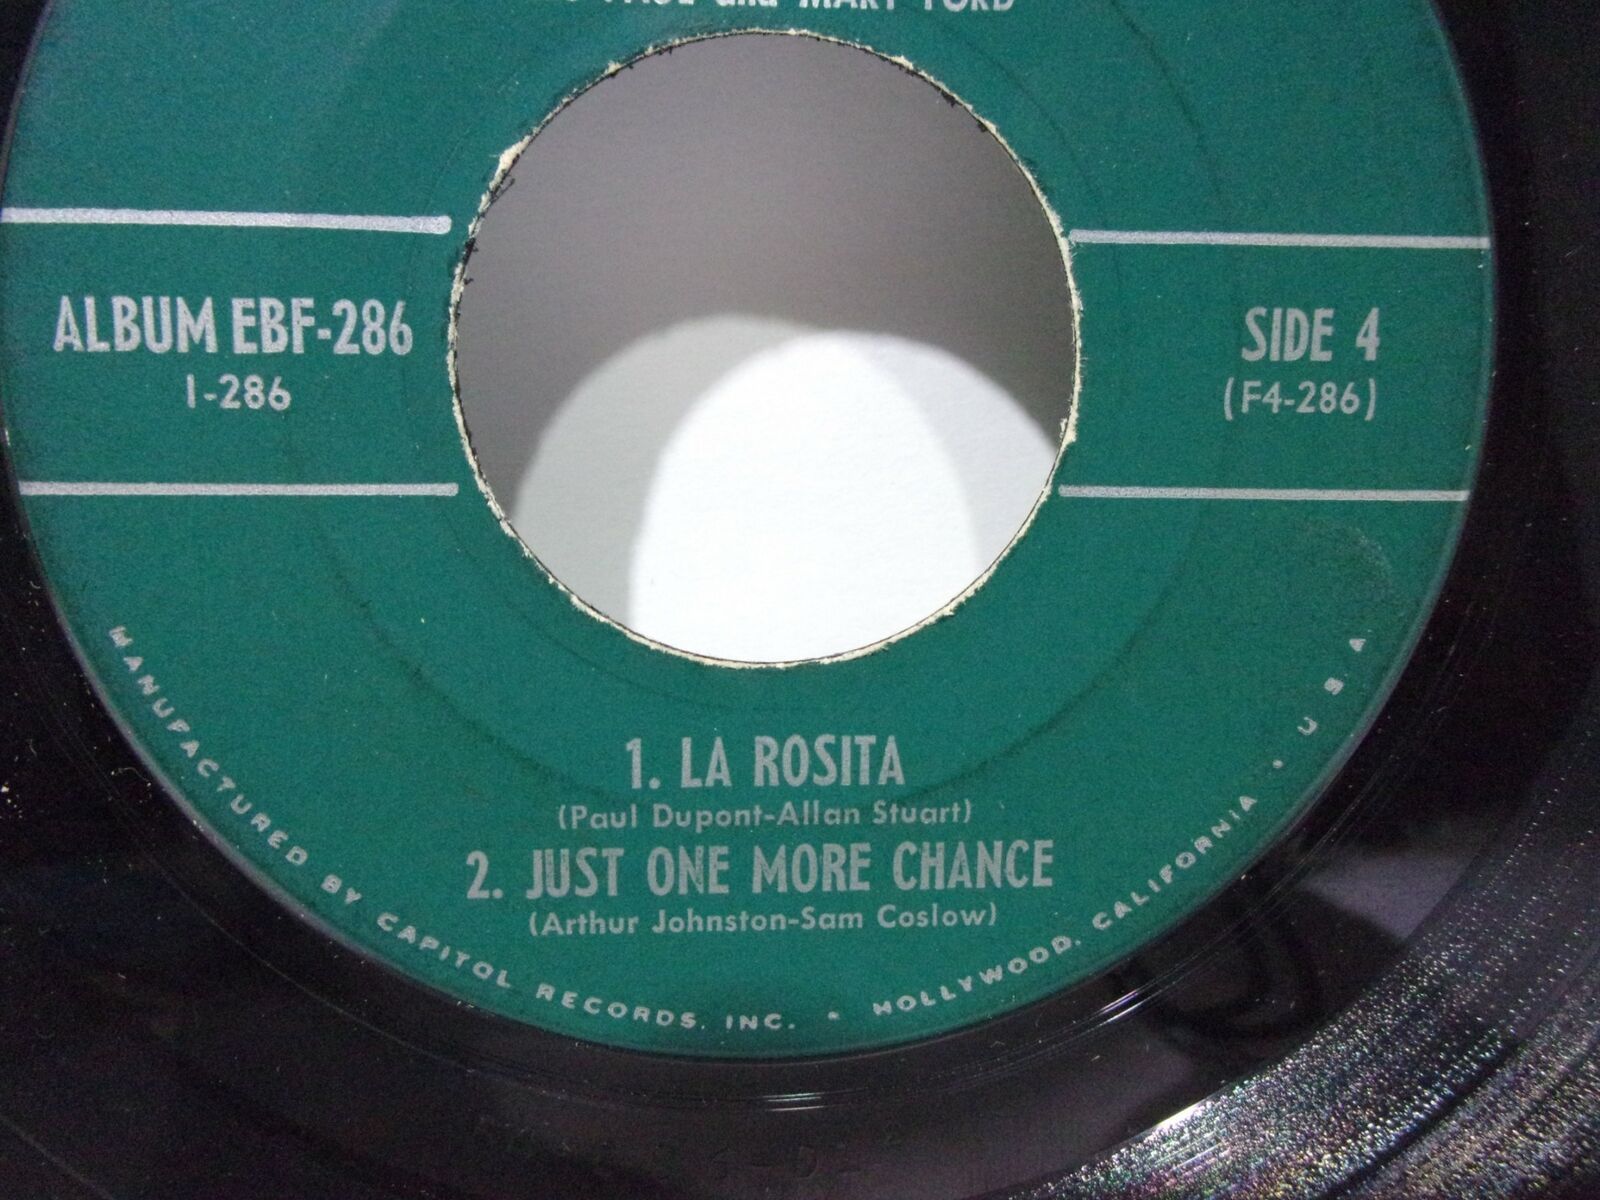 PAUL and MARY FORD
ALBUM EBF-286
1-286
SIDE 4
(F4-286)
1. LA ROSITA
(Paul Dupont-Allan Stuart)
2. JUST ONE MORE CHANCE
(Arthur Johnston-Sam Coslow)
MANUFACTURED BY CAPITOL RECORDS, INC. • HOLLYWOOD, CALIFORNIA • U.S.A.